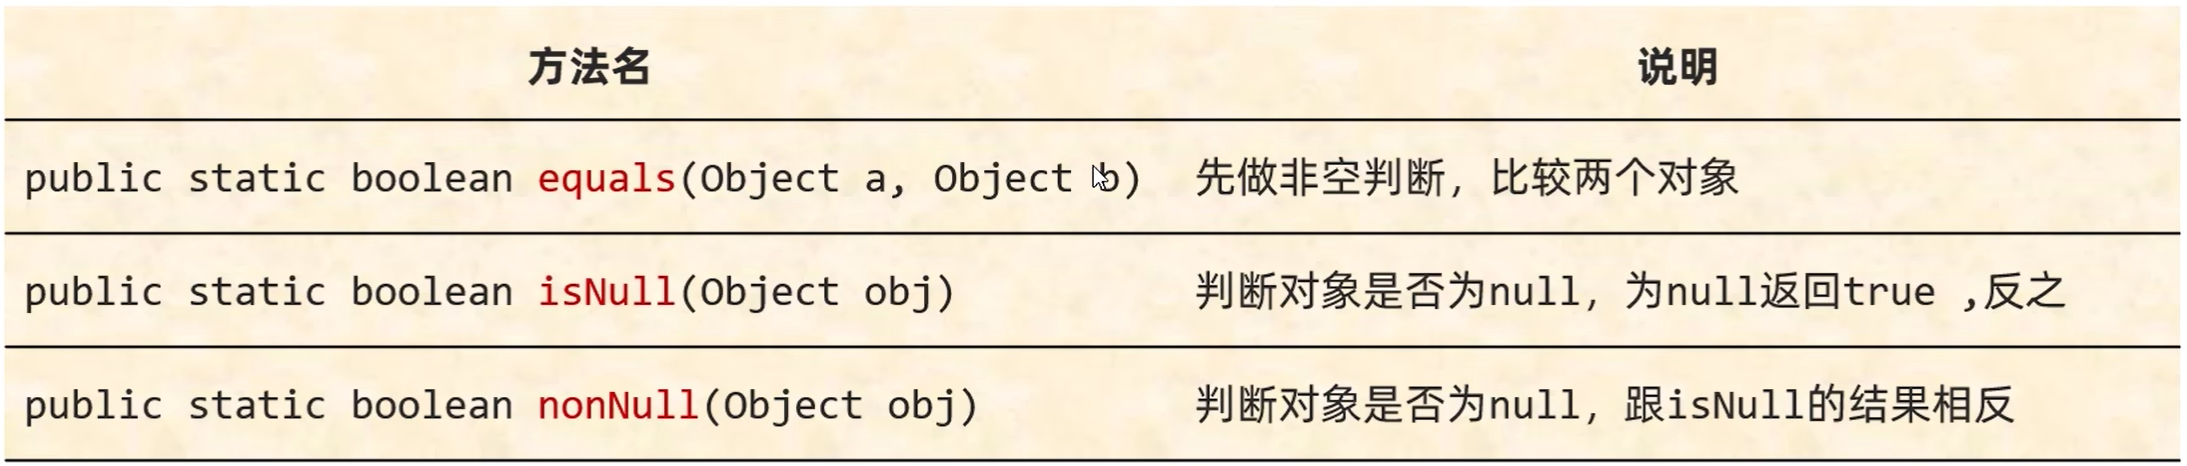 方法名 说明
public static boolean equals(Object a, Object b) 先做非空判断，比较两个对象
public static boolean isNull(Object obj) 判断对象是否为null，为null返回true ,反之
public static boolean nonNull(Object obj) 判断对象是否为null，跟isNull的结果相反